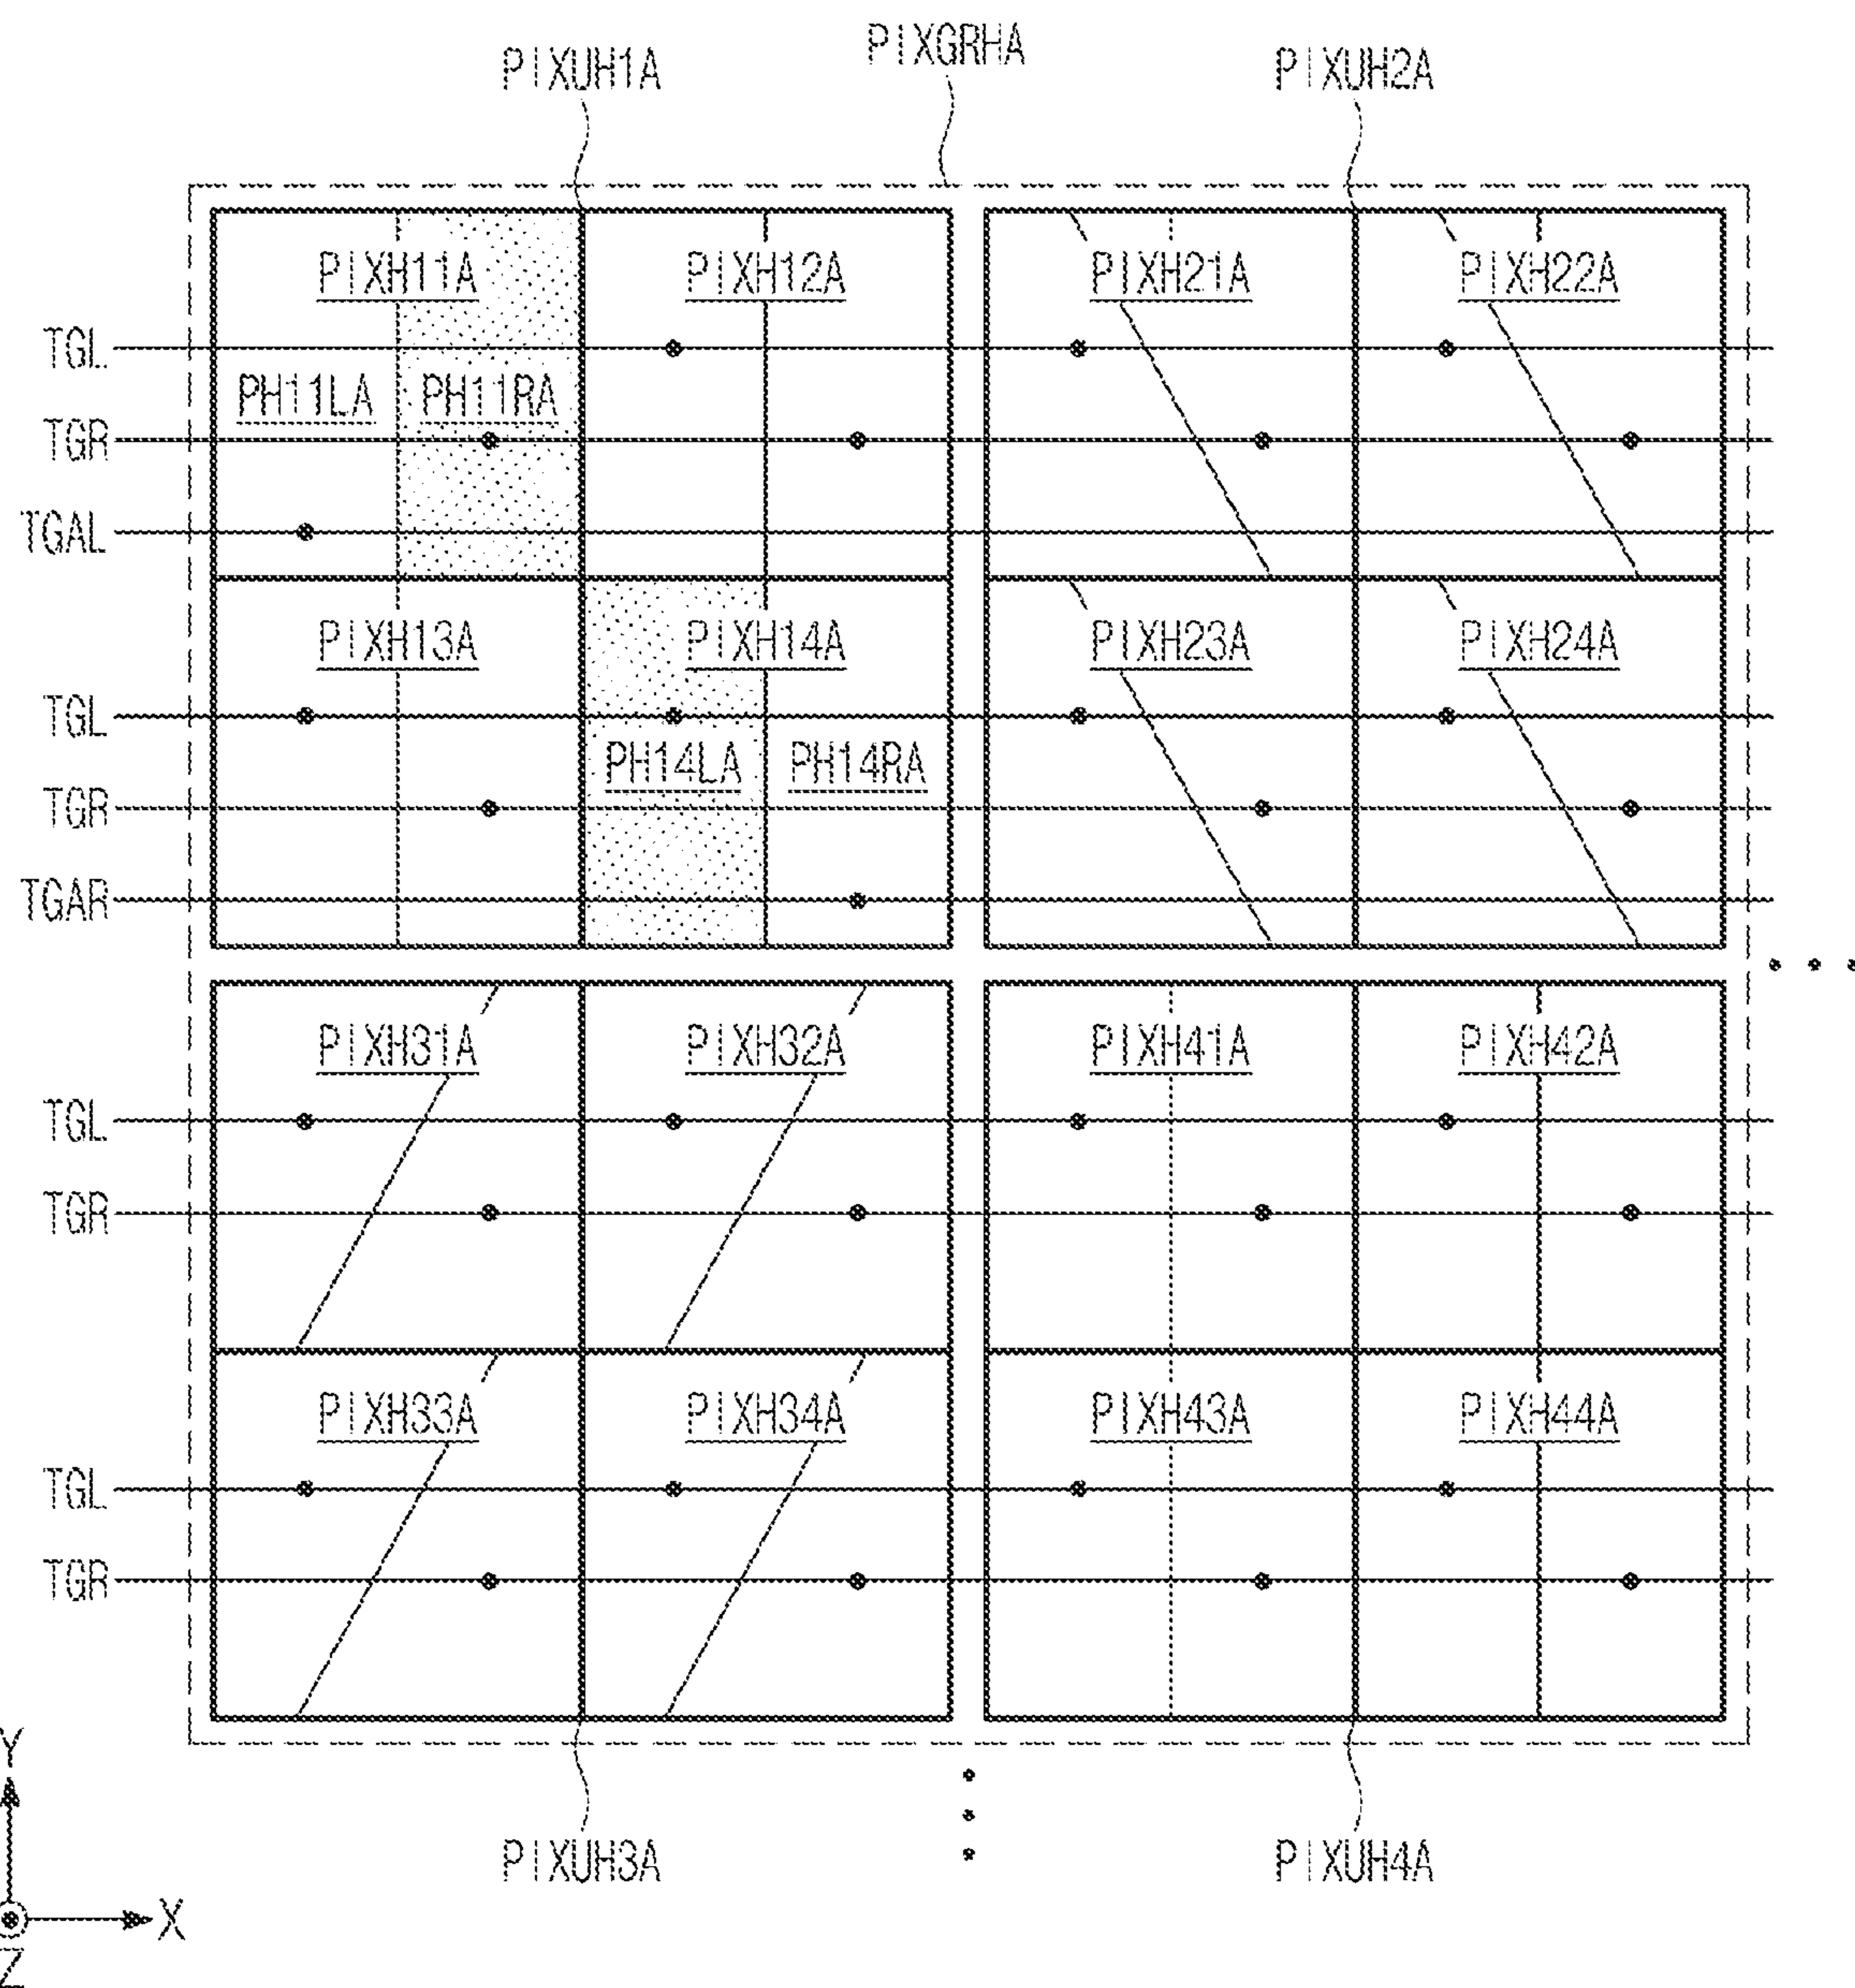 PIXGRHA
PIXUH1A PIXUH2A
PIXH11A PIXH12A PIXH21A PIXH22A
TGL
PH11LA PH11RA
TGR
TGAL
PIXH13A PIXH14A PIXH23A PIXH24A
TGL
PH14LA PH14RA
TGR
TGAR
PIXH31A PIXH32A PIXH41A PIXH42A
TGL
TGR
PIXH33A PIXH34A PIXH43A PIXH44A
TGL
TGR
Y
PIXUH3A PIXUH4A
X
Z